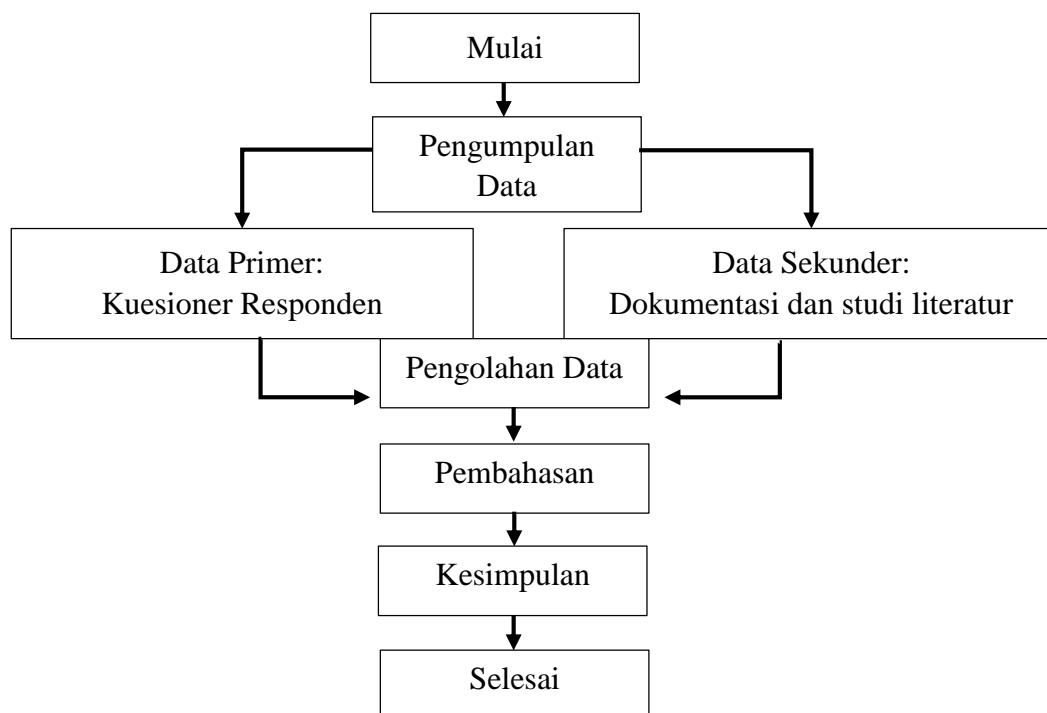 Mulai
Pengumpulan
Data
Data Primer:
Kuesioner Responden
Data Sekunder:
Dokumentasi dan studi literatur
Pengolahan Data
Pembahasan
Kesimpulan
Selesai